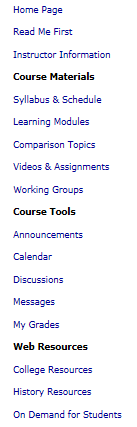 Home Page
Read Me First
Instructor Information
Course Materials
Syllabus & Schedule
Learning Modules
Comparison Topics
Videos & Assignments
Working Groups
Course Tools
Announcements
Calendar
Discussions
Messages
My Grades
Web Resources
College Resources
History Resources
On Demand for Students